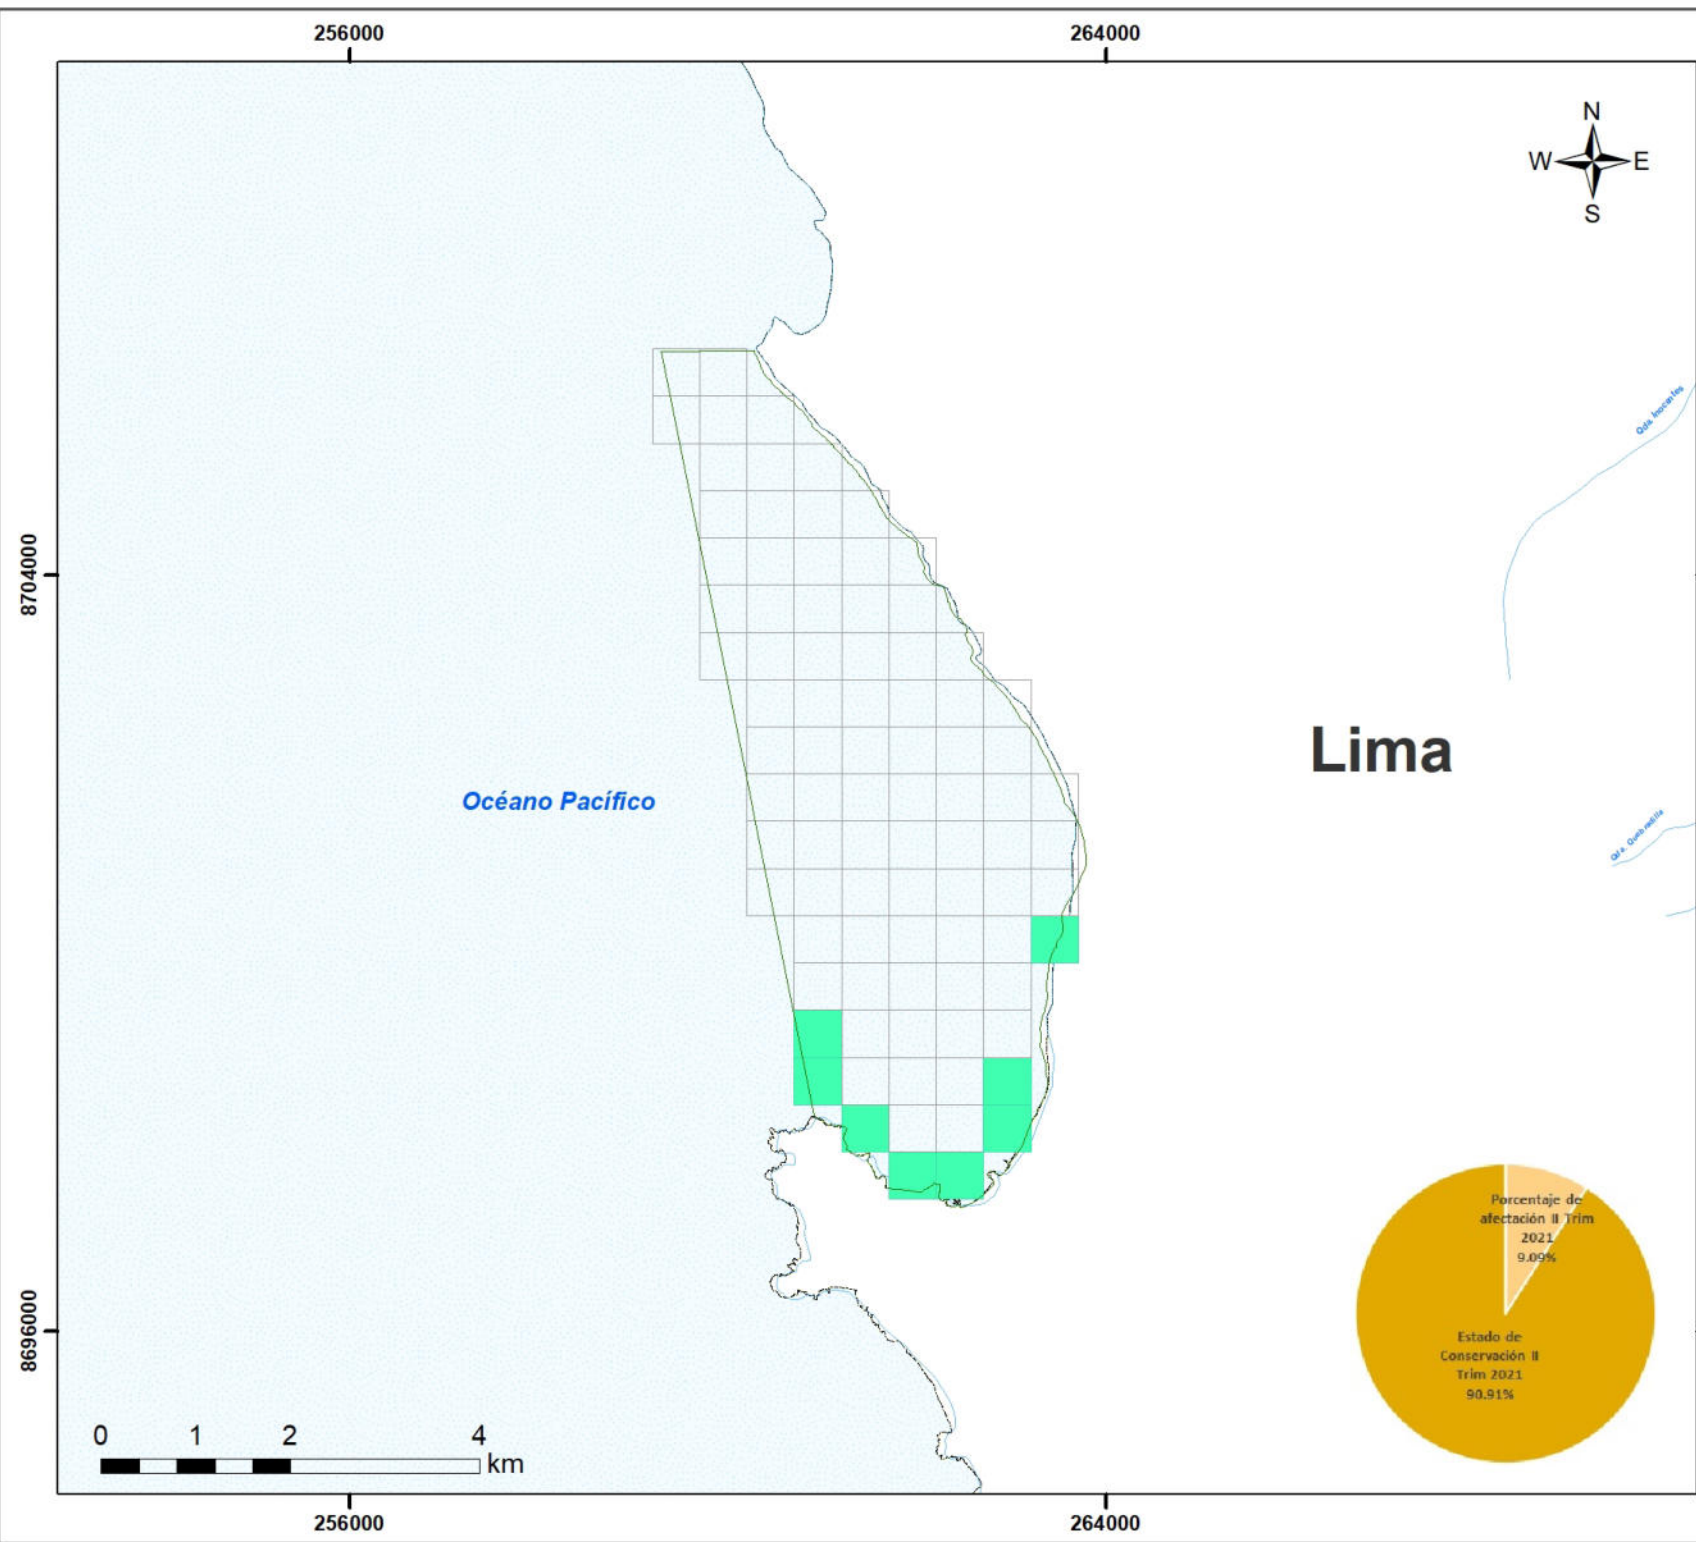 256000
264000
N
W
E
S
Qda. Inocentes
8704000
Lima
Océano Pacífico
Qda. Quebradilla
Porcentaje de
afectación II Trim
2021
9.09%
8696000
Estado de
Conservación II
Trim 2021
90.91%
0 1 2 4
km
256000
264000